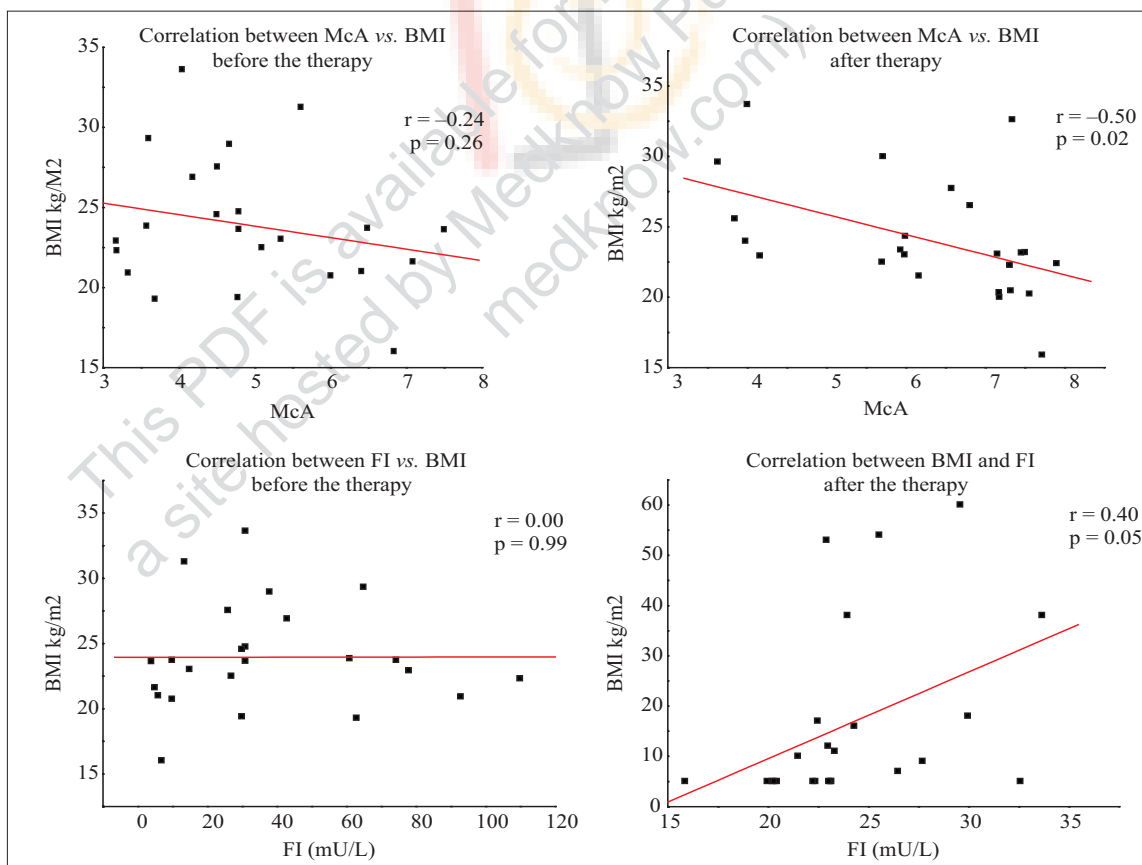 Correlation between McA vs. BMI
before the therapy
r = –0.24
p = 0.26
BMI kg/M2
35
30
25
20
15
3 4 5 6 7 8
McA
Correlation between McA vs. BMI
after therapy
r = –0.50
p = 0.02
BMI kg/m2
35
30
25
20
15
3 4 5 6 7 8
McA
Correlation between FI vs. BMI
before the therapy
r = 0.00
p = 0.99
BMI kg/m2
35
30
25
20
15
0 20 40 60 80 100 120
FI (mU/L)
Correlation between BMI and FI
after the therapy
r = 0.40
p = 0.05
BMI kg/m2
60
50
40
30
20
10
0
15 20 25 30 35
FI (mU/L)
This PDF is available for
a site hosted by Medknow Pu
medknow.com).